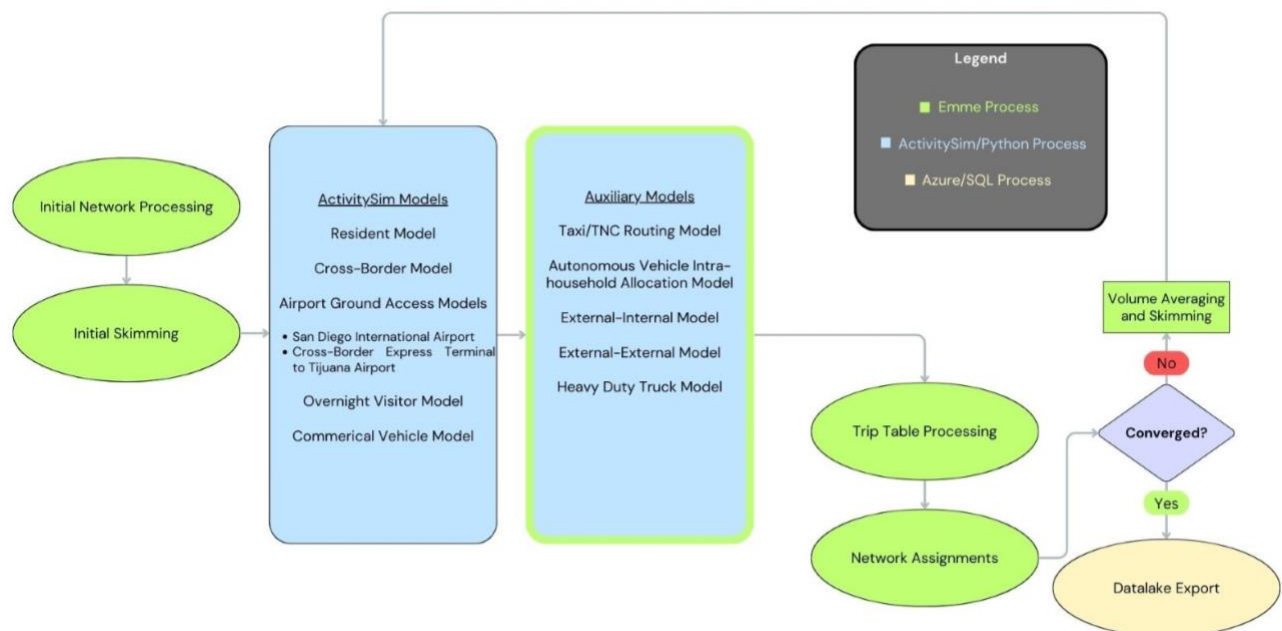 Legend
Emme Process
ActivitySim/Python Process
Azure/SQL Process
Initial Network Processing
Initial Skimming
ActivitySim Models
Resident Model
Cross-Border Model
Airport Ground Access Models
• San Diego International Airport
• Cross-Border Express Terminal
to Tijuana Airport
Overnight Visitor Model
Commerical Vehicle Model
Auxiliary Models
Taxi/TNC Routing Model
Autonomous Vehicle Intra-
household Allocation Model
External-Internal Model
External-External Model
Heavy Duty Truck Model
Trip Table Processing
Network Assignments
Converged?
No
Volume Averaging
and Skimming
Yes
Datalake Export